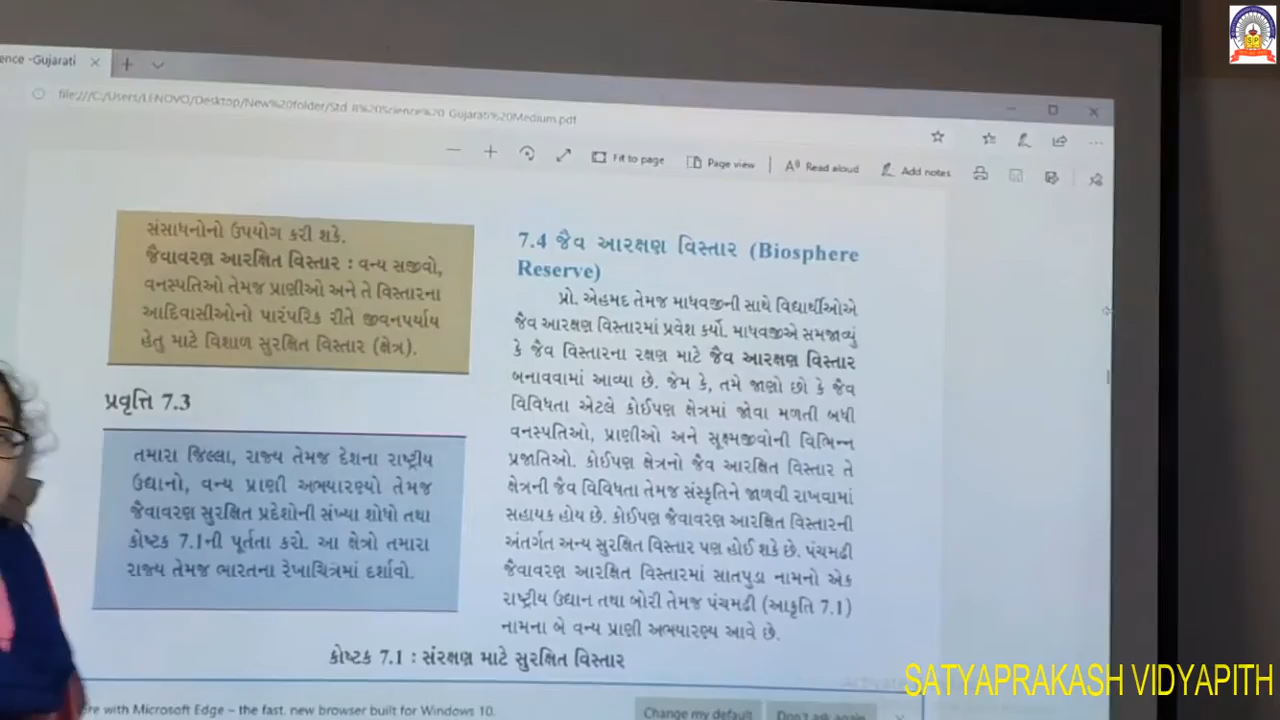 ence -Gujarati
file:///C:/Users/LENOVO/Desktop/New%20folder/Std 8%20Science%20 Gujarati%20Medium.pdf
Fit to page
Page view
Read aloud
Add notes
સંસાધનોનો ઉપયોગ કરી શકે.
જૈવાવરણ આરક્ષિત વિસ્તાર : વન્ય સજીવો,
વનસ્પતિઓ તેમજ પ્રાણીઓ અને તે વિસ્તારના
આદિવાસીઓનો પારંપરિક રીતે જીવનપર્યાય
હેતુ માટે વિશાળ સુરક્ષિત વિસ્તાર (ક્ષેત્ર).
પ્રવૃત્તિ 7.3
તમારા જિલ્લા, રાજ્ય તેમજ દેશના રાષ્ટ્રીય
ઉદ્યાનો, વન્ય પ્રાણી અભયારણ્યો તેમજ
જૈવાવરણ સુરક્ષિત પ્રદેશોની સંખ્યા શોધો તથા
કોષ્ટક 7.1ની પૂર્તતા કરો. આ ક્ષેત્રો તમારા
રાજ્ય તેમજ ભારતના રેખાચિત્રમાં દર્શાવો.
7.4 જૈવ આરક્ષણ વિસ્તાર (Biosphere
Reserve)
પ્રો. એહમદ તેમજ માધવજીની સાથે વિદ્યાર્થીઓએ
જૈવ આરક્ષણ વિસ્તારમાં પ્રવેશ કર્યો. માધવજીએ સમજાવ્યું
કે જૈવ વિસ્તારના રક્ષણ માટે જૈવ આરક્ષણ વિસ્તાર
બનાવવામાં આવ્યા છે. જેમ કે, તમે જાણો છો કે જૈવ
વિવિધતા એટલે કોઈપણ ક્ષેત્રમાં જોવા મળતી બધી
વનસ્પતિઓ, પ્રાણીઓ અને સૂક્ષ્મજીવોની વિભિન્ન
પ્રજાતિઓ. કોઈપણ ક્ષેત્રનો જૈવ આરક્ષિત વિસ્તાર તે
ક્ષેત્રની જૈવ વિવિધતા તેમજ સંસ્કૃતિને જાળવી રાખવામાં
સહાયક હોય છે. કોઈપણ જૈવાવરણ આરક્ષિત વિસ્તારની
અંતર્ગત અન્ય સુરક્ષિત વિસ્તાર પણ હોઈ શકે છે. પંચમઢી
જૈવાવરણ આરક્ષિત વિસ્તારમાં સાતપુડા નામનો એક
રાષ્ટ્રીય ઉદ્યાન તથા બોરી તેમજ પંચમઢી (આકૃતિ 7.1)
નામના બે વન્ય પ્રાણી અભયારણ્ય આવે છે.
કોષ્ટક 7.1 : સંરક્ષણ માટે સુરક્ષિત વિસ્તાર
ere with Microsoft Edge – the fast, new browser built for Windows 10.
Change my default
Don't ask again
SATYAPRAKASH VIDYAPITH